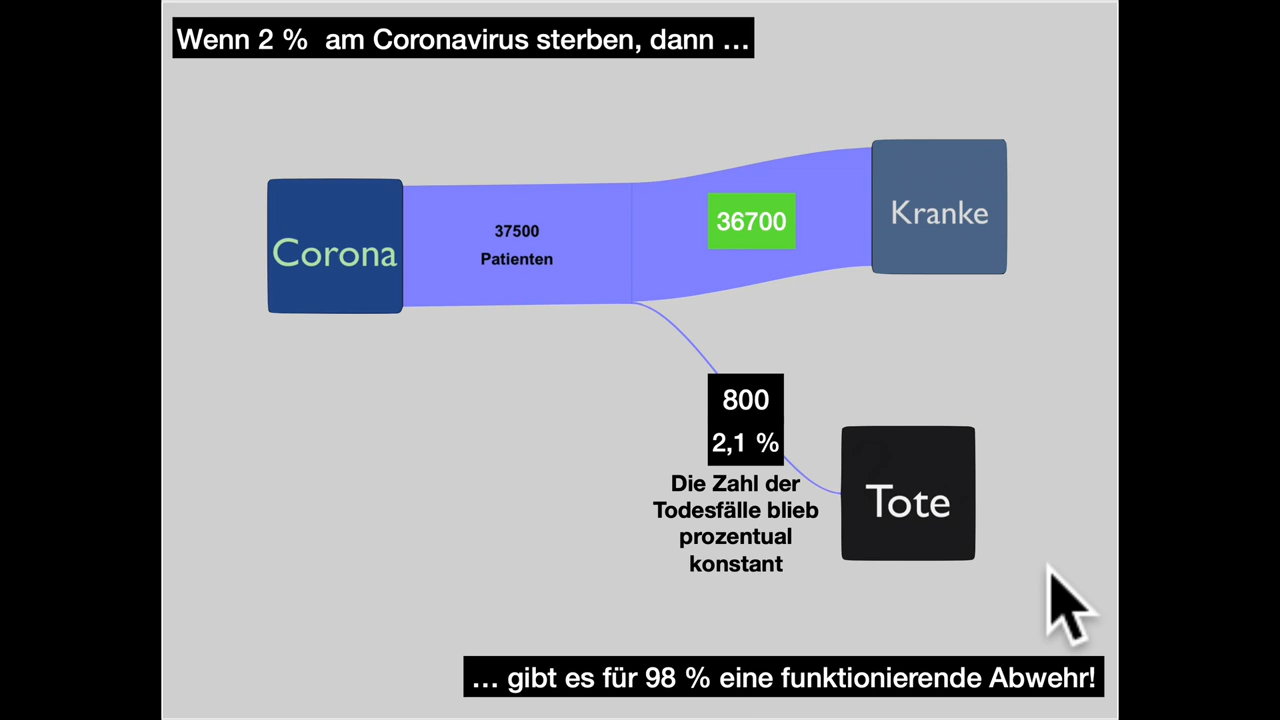 Wenn 2 % am Coronavirus sterben, dann ...
Corona
37500
Patienten
36700
Kranke
800
2,1 %
Die Zahl der
Todesfälle blieb
prozentual
konstant
Tote
... gibt es für 98 % eine funktionierende Abwehr!